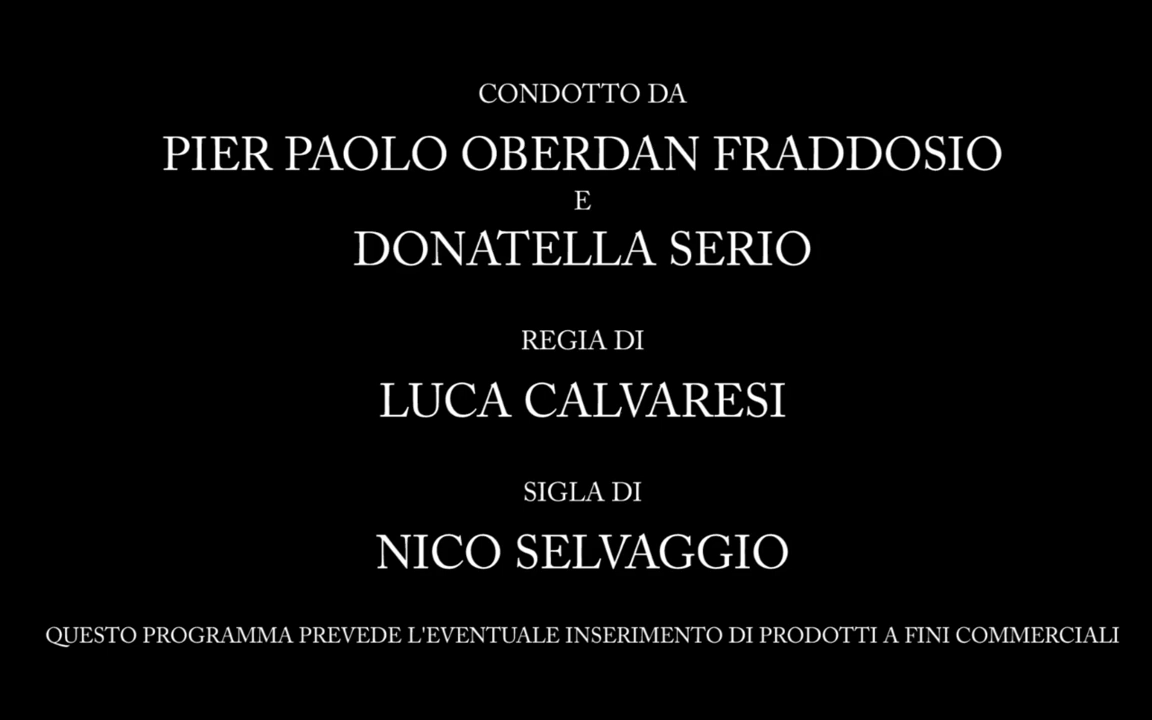 CONDOTTO DA
PIER PAOLO OBERDAN FRADDOSIO
E
DONATELLA SERIO
REGIA DI
LUCA CALVARESI
SIGLA DI
NICO SELVAGGIO
QUESTO PROGRAMMA PREVEDE L'EVENTUALE INSERIMENTO DI PRODOTTI A FINI COMMERCIALI